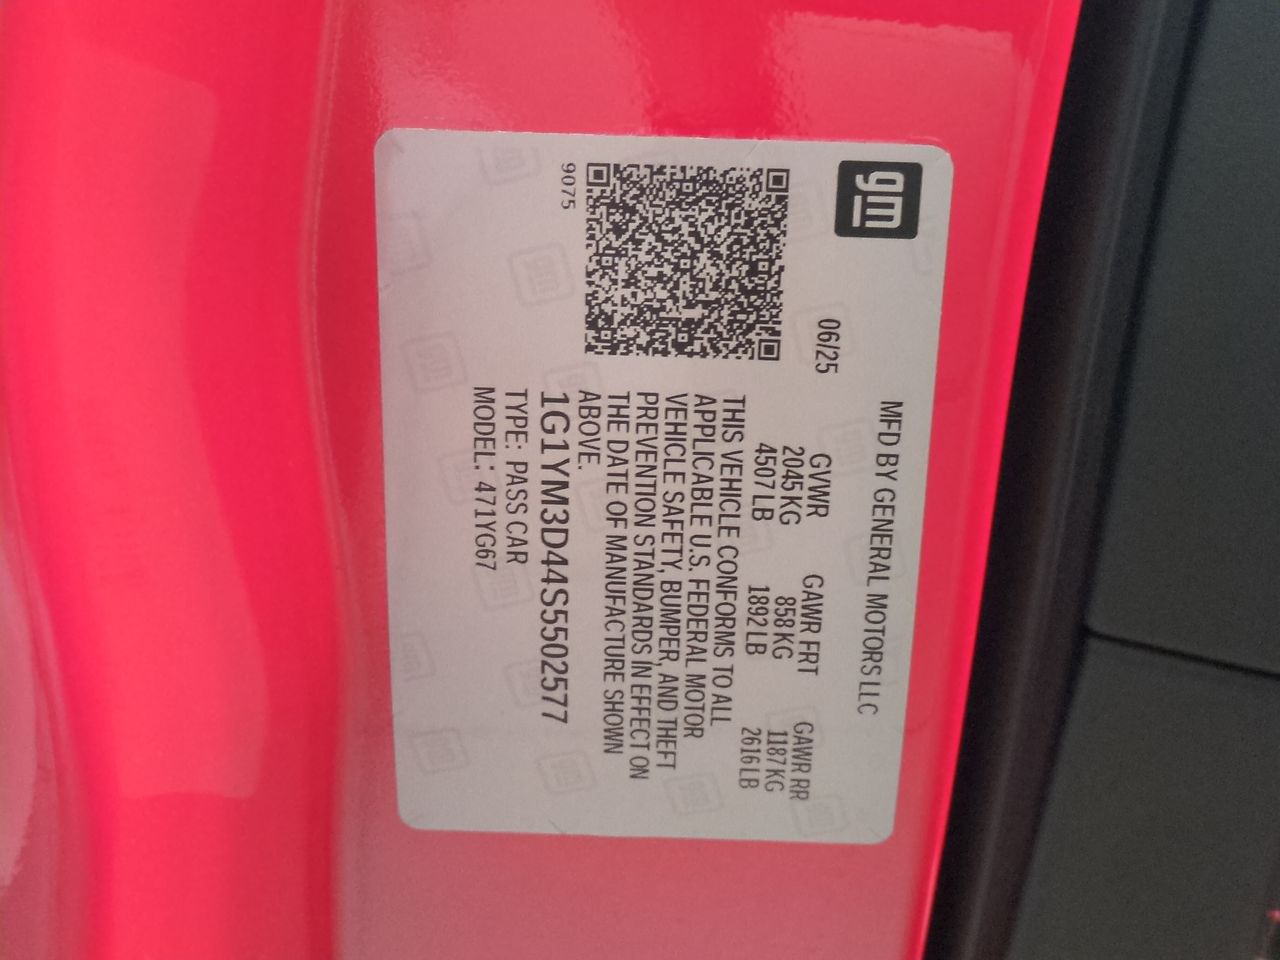 gm
MFD BY GENERAL MOTORS LLC
06/25
GVWR GAWR FRT GAWR RR
2045 KG 858 KG 1187 KG
4507 LB 1892 LB 2616 LB
THIS VEHICLE CONFORMS TO ALL
APPLICABLE U.S. FEDERAL MOTOR
VEHICLE SAFETY, BUMPER, AND THEFT
PREVENTION STANDARDS IN EFFECT ON
THE DATE OF MANUFACTURE SHOWN
ABOVE.
1G1YM3D44S5502577
TYPE: PASS CAR
MODEL: 471YG67
9075